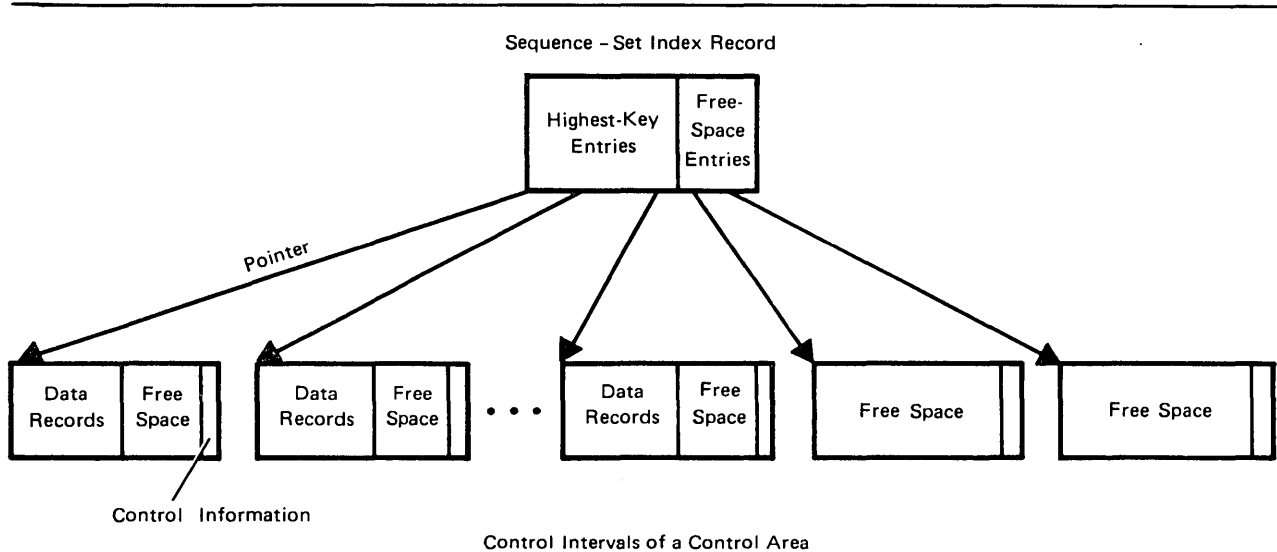 Sequence – Set Index Record
Highest-Key
Entries
Free-
Space
Entries
Pointer
Data
Records
Free
Space
Data
Records
Free
Space
Data
Records
Free
Space
Free Space
Free Space
Control Information
Control Intervals of a Control Area